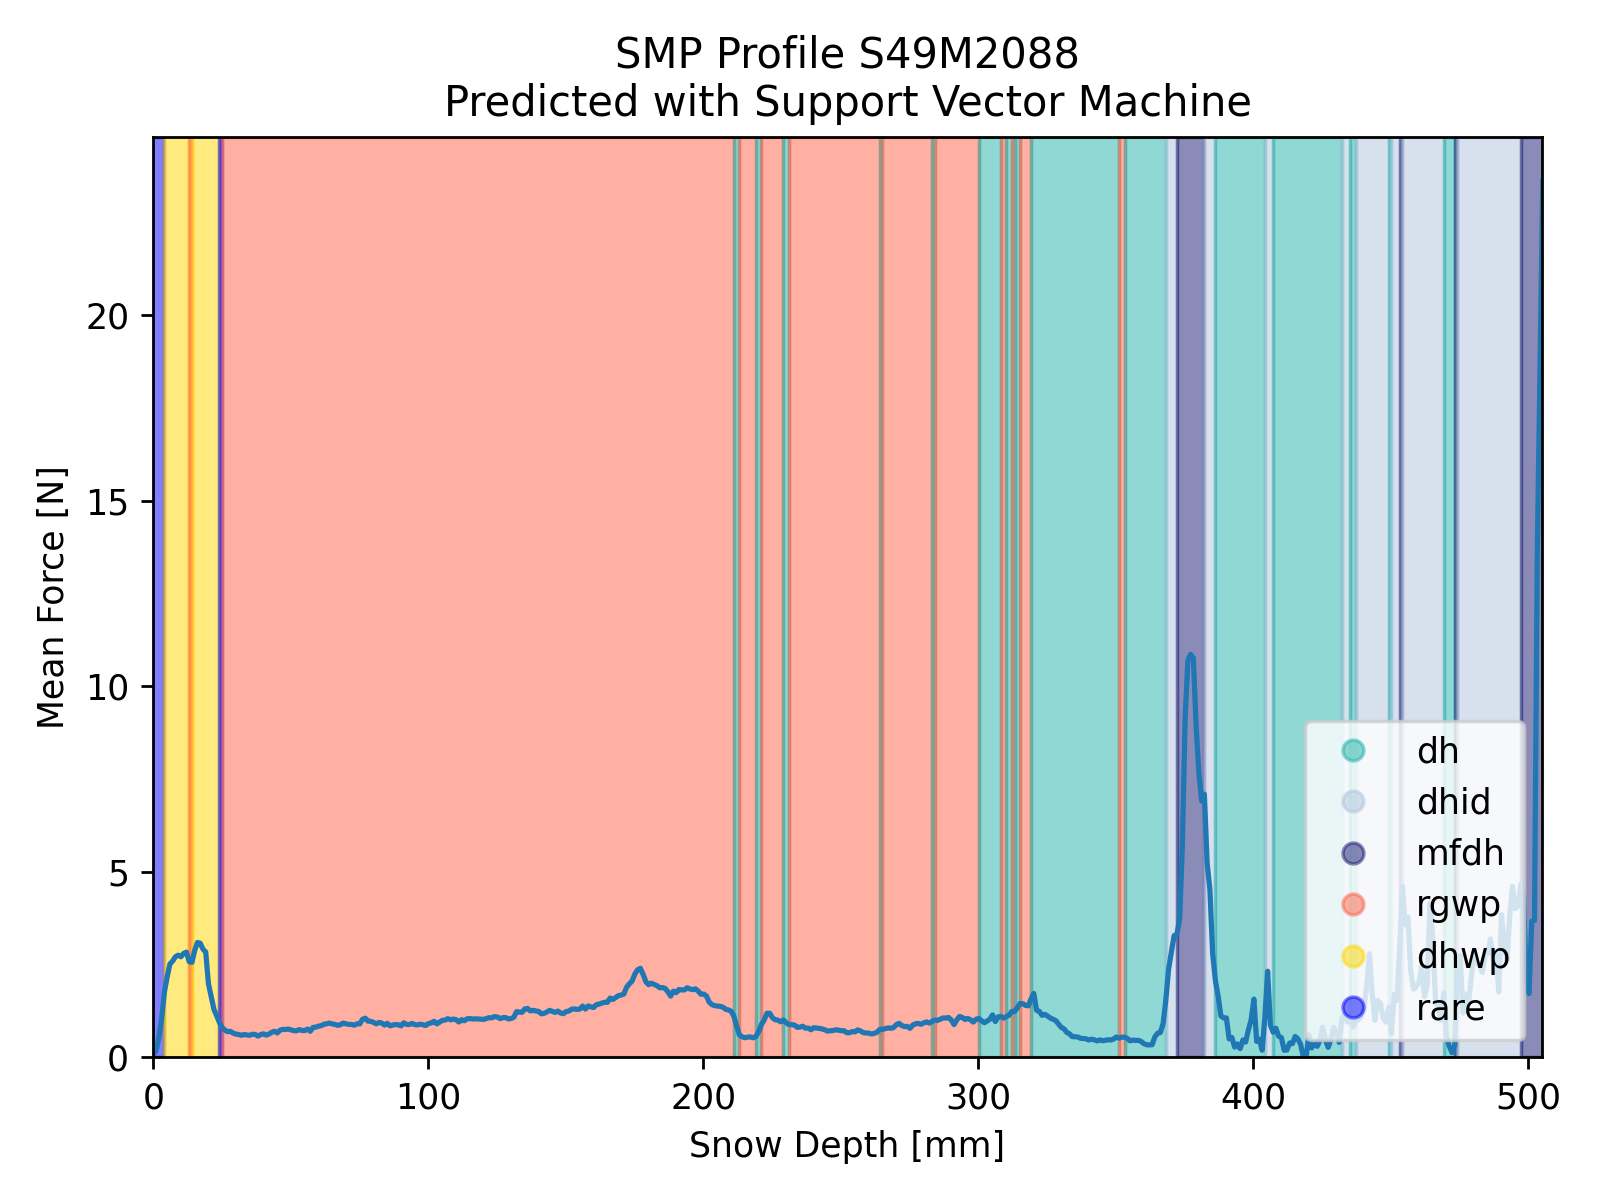 SMP Profile S49M2088
Predicted with Support Vector Machine
Mean Force [N]
20
15
10
5
0
dh
dhid
mfdh
rgwp
dhwp
rare
0 100 200 300 400 500
Snow Depth [mm]